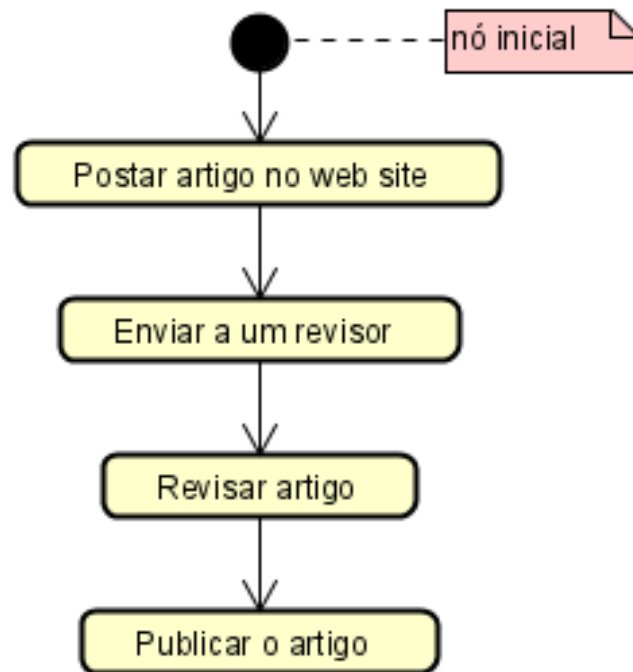 nó inicial
Postar artigo no web site
Enviar a um revisor
Revisar artigo
Publicar o artigo